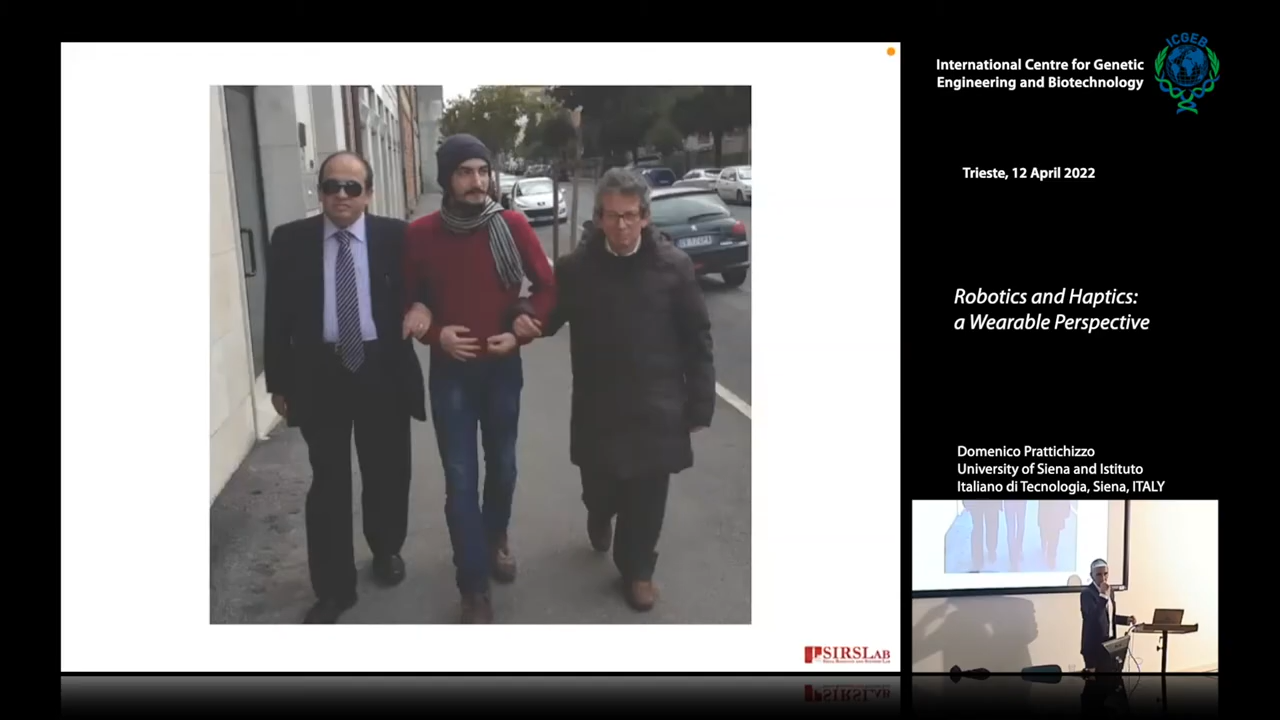 International Centre for Genetic
Engineering and Biotechnology
ICGEB
Trieste, 12 April 2022
Robotics and Haptics:
a Wearable Perspective
Domenico Prattichizzo
University of Siena and Istituto
Italiano di Tecnologia, Siena, ITALY
SIRSLAB